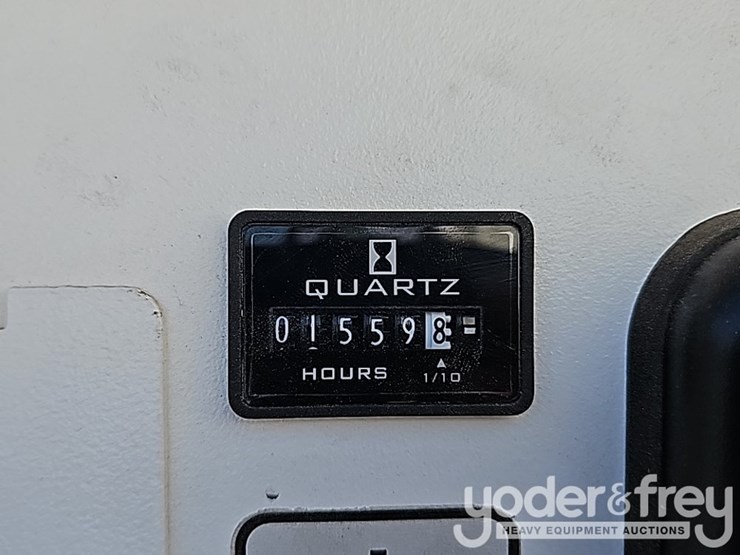 QUARTZ
015598
HOURS
1/10
yoder&frey
HEAVY EQUIPMENT AUCTIONS